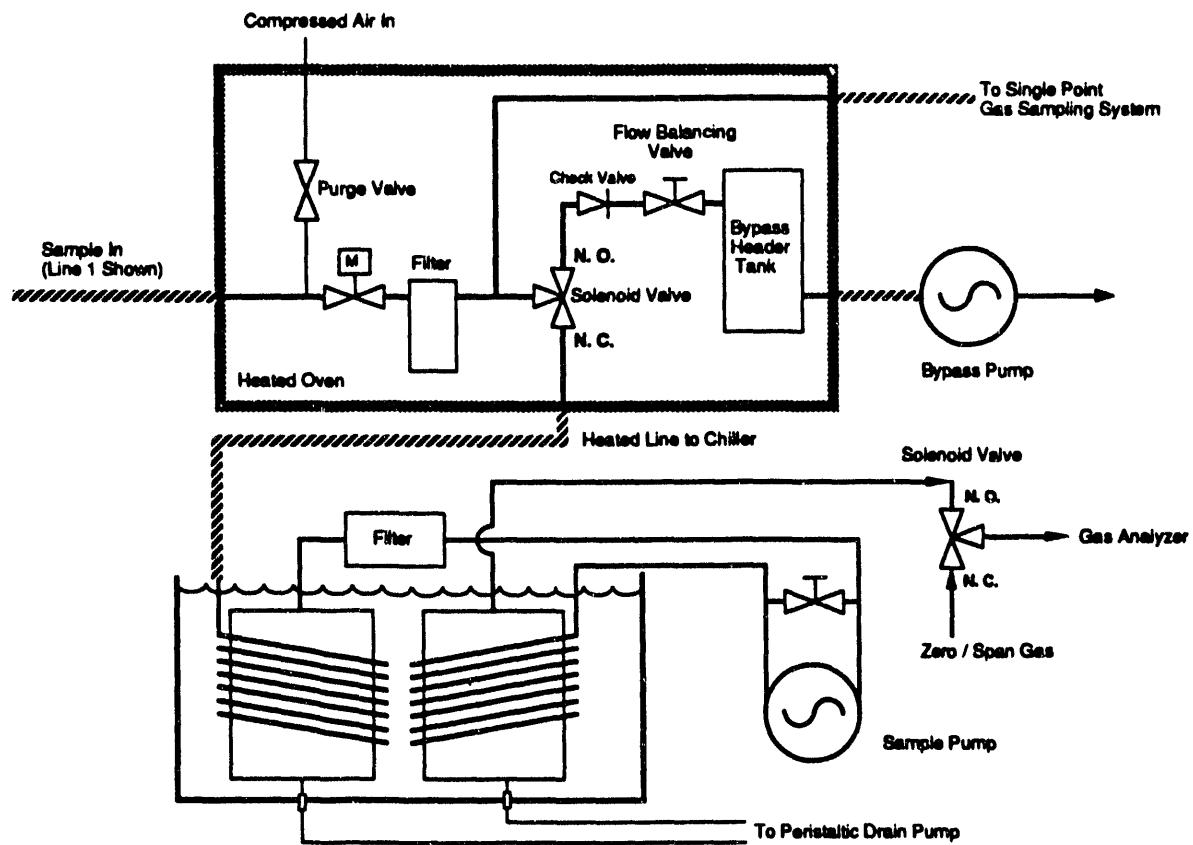 Compressed Air In
To Single Point
Gas Sampling System
Flow Balancing
Valve
Purge Valve
Check Valve
Sample In
(Line 1 Shown)
M
Filter
N. O.
Bypass
Header
Tank
Solenoid Valve
N. C.
Heated Oven
Bypass Pump
Heated Line to Chiller
Solenoid Valve
N. O.
Filter
Gas Analyzer
N. C.
Zero / Span Gas
Sample Pump
To Peristaltic Drain Pump